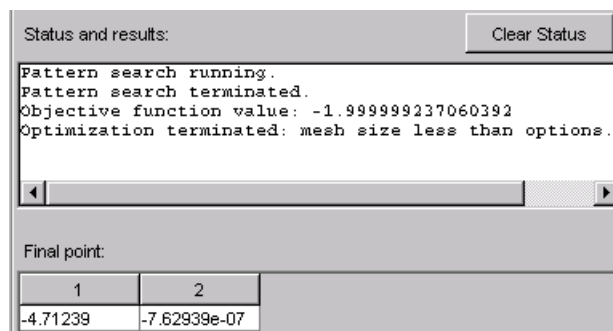 Status and results:
Clear Status
Pattern search running.
Pattern search terminated.
Objective function value: -1.999999237060392
Optimization terminated: mesh size less than options.
Final point:
1 2
-4.71239 -7.62939e-07